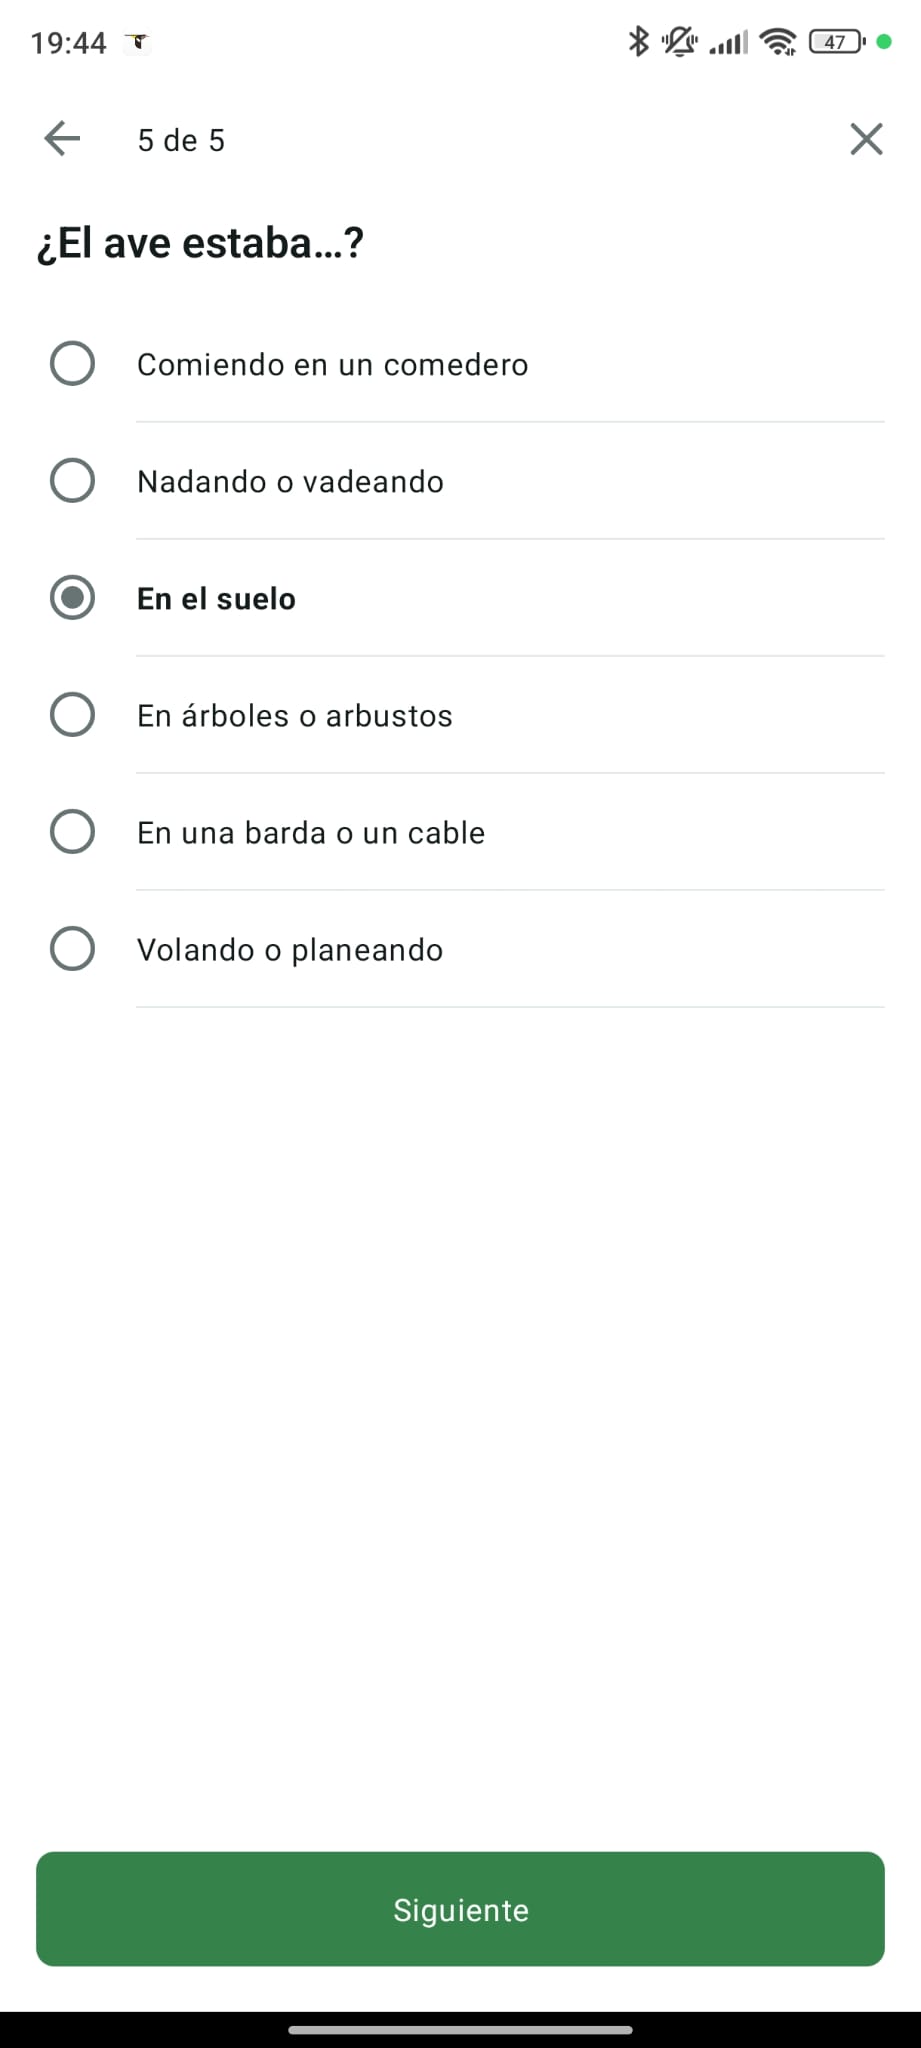 19:44
47
5 de 5
¿El ave estaba...?
Comiendo en un comedero
Nadando o vadeando
En el suelo
En árboles o arbustos
En una barda o un cable
Volando o planeando
Siguiente